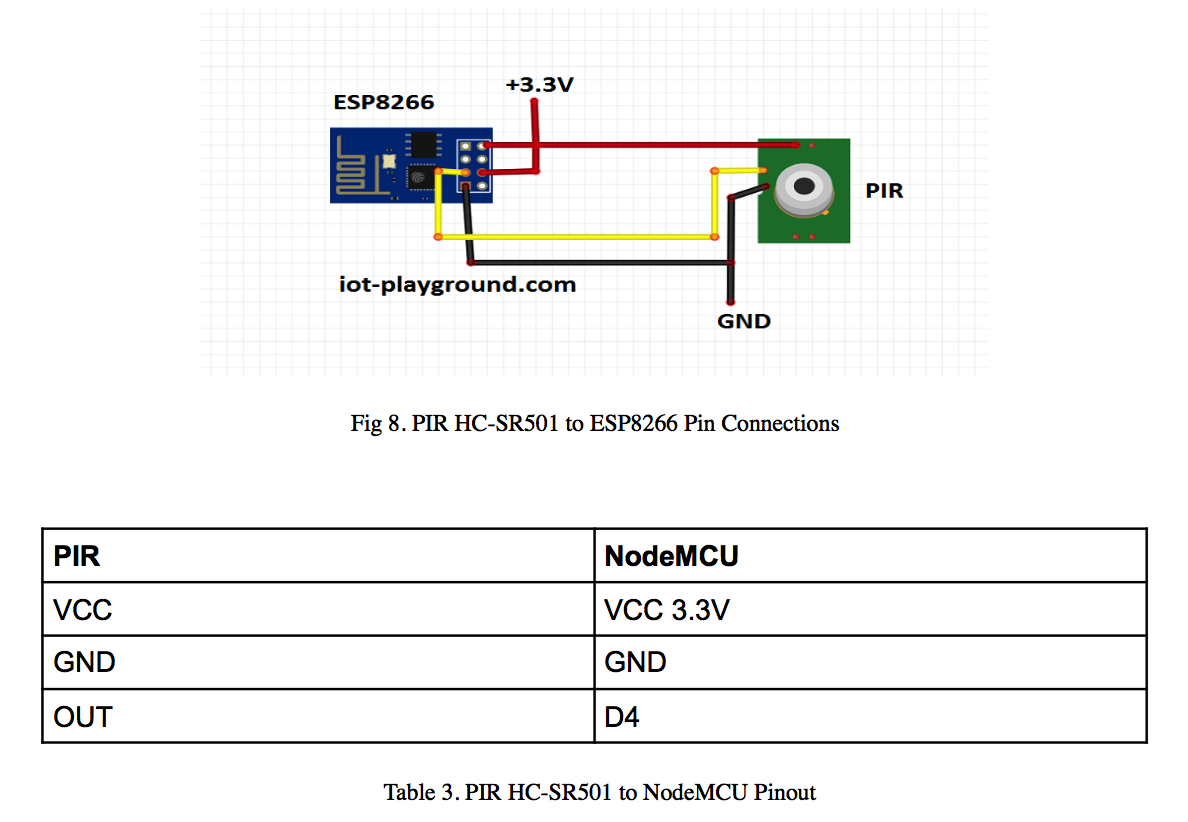 +3.3V
ESP8266
PIR
iot-playground.com
GND
Fig 8. PIR HC-SR501 to ESP8266 Pin Connections
PIR NodeMCU
VCC VCC 3.3V
GND GND
OUT D4
Table 3. PIR HC-SR501 to NodeMCU Pinout